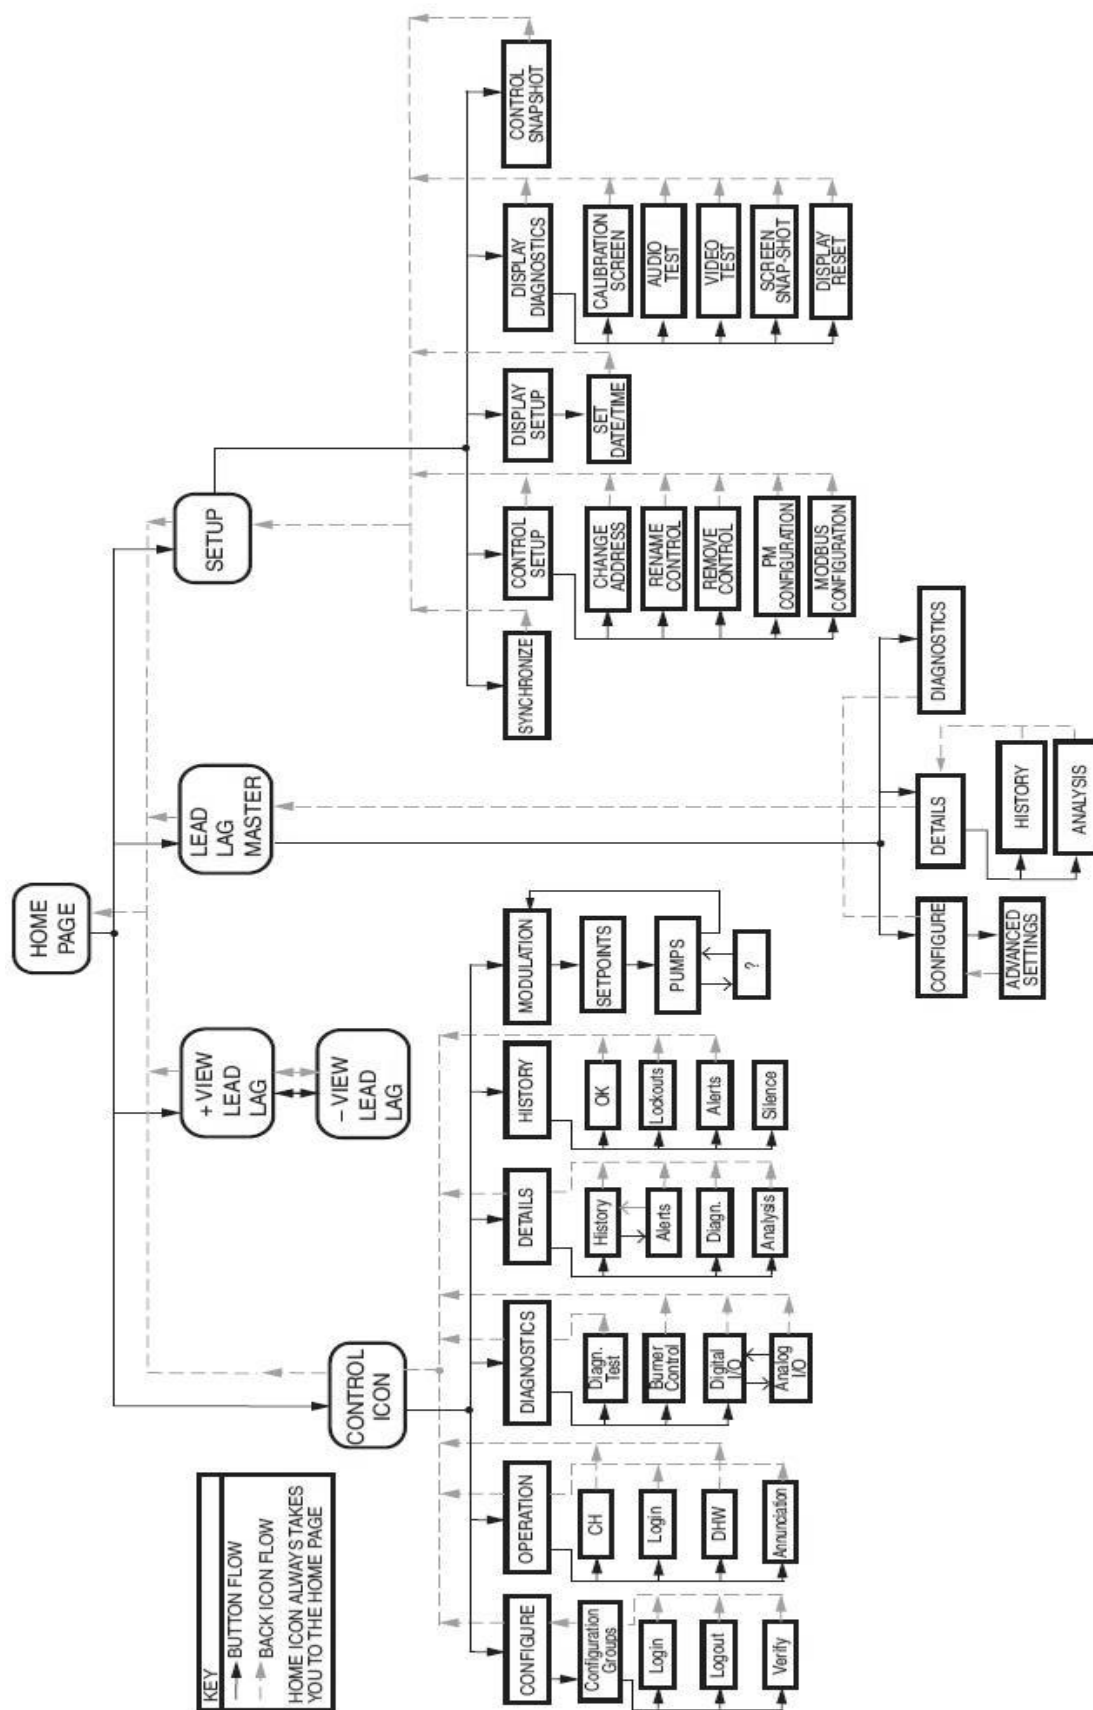 HOME
PAGE
CONTROL
ICON
+ VIEW
LEAD
LAG
– VIEW
LEAD
LAG
LEAD
LAG
MASTER
SETUP
KEY
BUTTON FLOW
BACK ICON FLOW
HOME ICON ALWAYS TAKES
YOU TO THE HOME PAGE
CONFIGURE
Configuration
Groups
Login
Logout
Verify
OPERATION
CH
Login
DHW
Annunciation
DIAGNOSTICS
Diagn.
Test
Burner
Control
Digital
I/O
Analog
I/O
DETAILS
History
Alerts
Diagn.
Analysis
HISTORY
OK
Lockouts
Alerts
Silence
MODULATION
SETPOINTS
PUMPS
?
CONFIGURE
ADVANCED
SETTINGS
DETAILS
HISTORY
ANALYSIS
DIAGNOSTICS
SYNCHRONIZE
CONTROL
SETUP
CHANGE
ADDRESS
RENAME
CONTROL
REMOVE
CONTROL
PM
CONFIGURATION
MODBUS
CONFIGURATION
DISPLAY
SETUP
SET
DATE/TIME
DISPLAY
DIAGNOSTICS
CALIBRATION
SCREEN
AUDIO
TEST
VIDEO
TEST
SCREEN
SNAP-SHOT
DISPLAY
RESET
CONTROL
SNAPSHOT